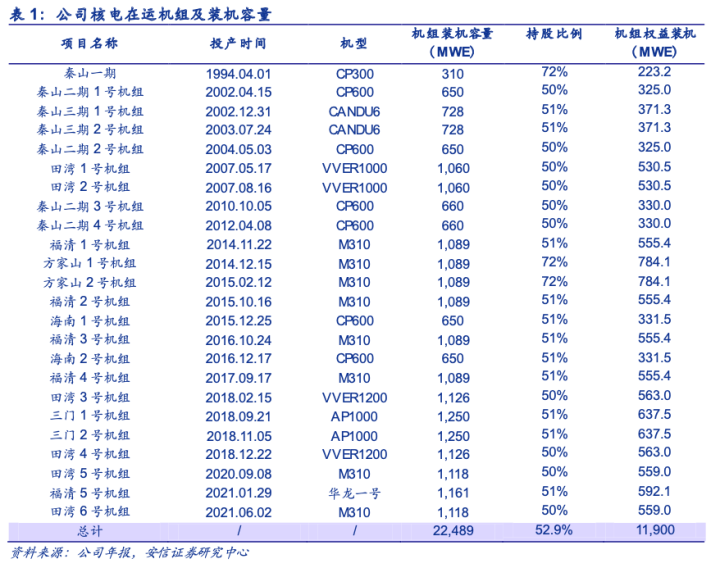 表 1：公司核电在运机组及装机容量
项目名称 投产时间 机型 机组装机容量（MWE） 持股比例 机组权益装机（MWE）
秦山一期 1994.04.01 CP300 310 72% 223.2
秦山二期 1 号机组 2002.04.15 CP600 650 50% 325.0
秦山三期 1 号机组 2002.12.31 CANDU6 728 51% 371.3
秦山三期 2 号机组 2003.07.24 CANDU6 728 51% 371.3
秦山二期 2 号机组 2004.05.03 CP600 650 50% 325.0
田湾 1 号机组 2007.05.17 VVER1000 1,060 50% 530.5
田湾 2 号机组 2007.08.16 VVER1000 1,060 50% 530.5
秦山二期 3 号机组 2010.10.05 CP600 660 50% 330.0
秦山二期 4 号机组 2012.04.08 CP600 660 50% 330.0
福清 1 号机组 2014.11.22 M310 1,089 51% 555.4
方家山 1 号机组 2014.12.15 M310 1,089 72% 784.1
方家山 2 号机组 2015.02.12 M310 1,089 72% 784.1
福清 2 号机组 2015.10.16 M310 1,089 51% 555.4
海南 1 号机组 2015.12.25 CP600 650 51% 331.5
福清 3 号机组 2016.10.24 M310 1,089 51% 555.4
海南 2 号机组 2016.12.17 CP600 650 51% 331.5
福清 4 号机组 2017.09.17 M310 1,089 51% 555.4
田湾 3 号机组 2018.02.15 VVER1200 1,126 50% 563.0
三门 1 号机组 2018.09.21 AP1000 1,250 51% 637.5
三门 2 号机组 2018.11.05 AP1000 1,250 51% 637.5
田湾 4 号机组 2018.12.22 VVER1200 1,126 50% 563.0
田湾 5 号机组 2020.09.08 M310 1,118 50% 559.0
福清 5 号机组 2021.01.29 华龙一号 1,161 51% 592.1
田湾 6 号机组 2021.06.02 M310 1,118 50% 559.0
总计 / / 22,489 52.9% 11,900
资料来源：公司年报，安信证券研究中心